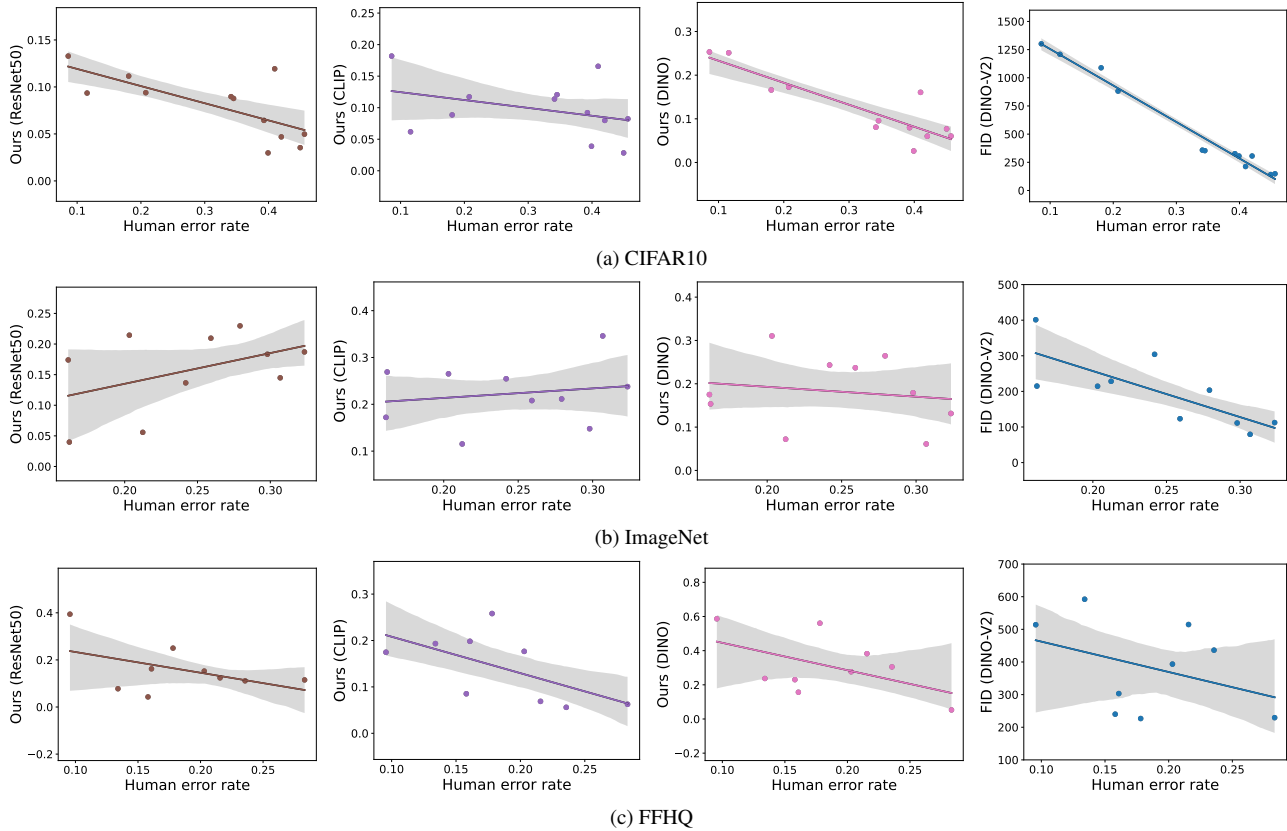 Ours (ResNet50)
0.15
0.10
0.05
0.00
0.1 0.2 0.3 0.4
Human error rate
Ours (CLIP)
0.25
0.20
0.15
0.10
0.05
0.00
0.1 0.2 0.3 0.4
Human error rate
Ours (DINO)
0.3
0.2
0.1
0.0
0.1 0.2 0.3 0.4
Human error rate
FID (DINO-V2)
1500
1250
1000
750
500
250
0
0.1 0.2 0.3 0.4
Human error rate
(a) CIFAR10
Ours (ResNet50)
0.25
0.20
0.15
0.10
0.05
0.00
0.20 0.25 0.30
Human error rate
Ours (CLIP)
0.4
0.3
0.2
0.1
0.20 0.25 0.30
Human error rate
Ours (DINO)
0.4
0.3
0.2
0.1
0.0
0.20 0.25 0.30
Human error rate
FID (DINO-V2)
500
400
300
200
100
0
0.20 0.25 0.30
Human error rate
(b) ImageNet
Ours (ResNet50)
0.4
0.2
0.0
−0.2
0.10 0.15 0.20 0.25
Human error rate
Ours (CLIP)
0.3
0.2
0.1
0.0
0.10 0.15 0.20 0.25
Human error rate
Ours (DINO)
0.8
0.6
0.4
0.2
0.0
−0.2
0.10 0.15 0.20 0.25
Human error rate
FID (DINO-V2)
700
600
500
400
300
200
100
0.10 0.15 0.20 0.25
Human error rate
(c) FFHQ